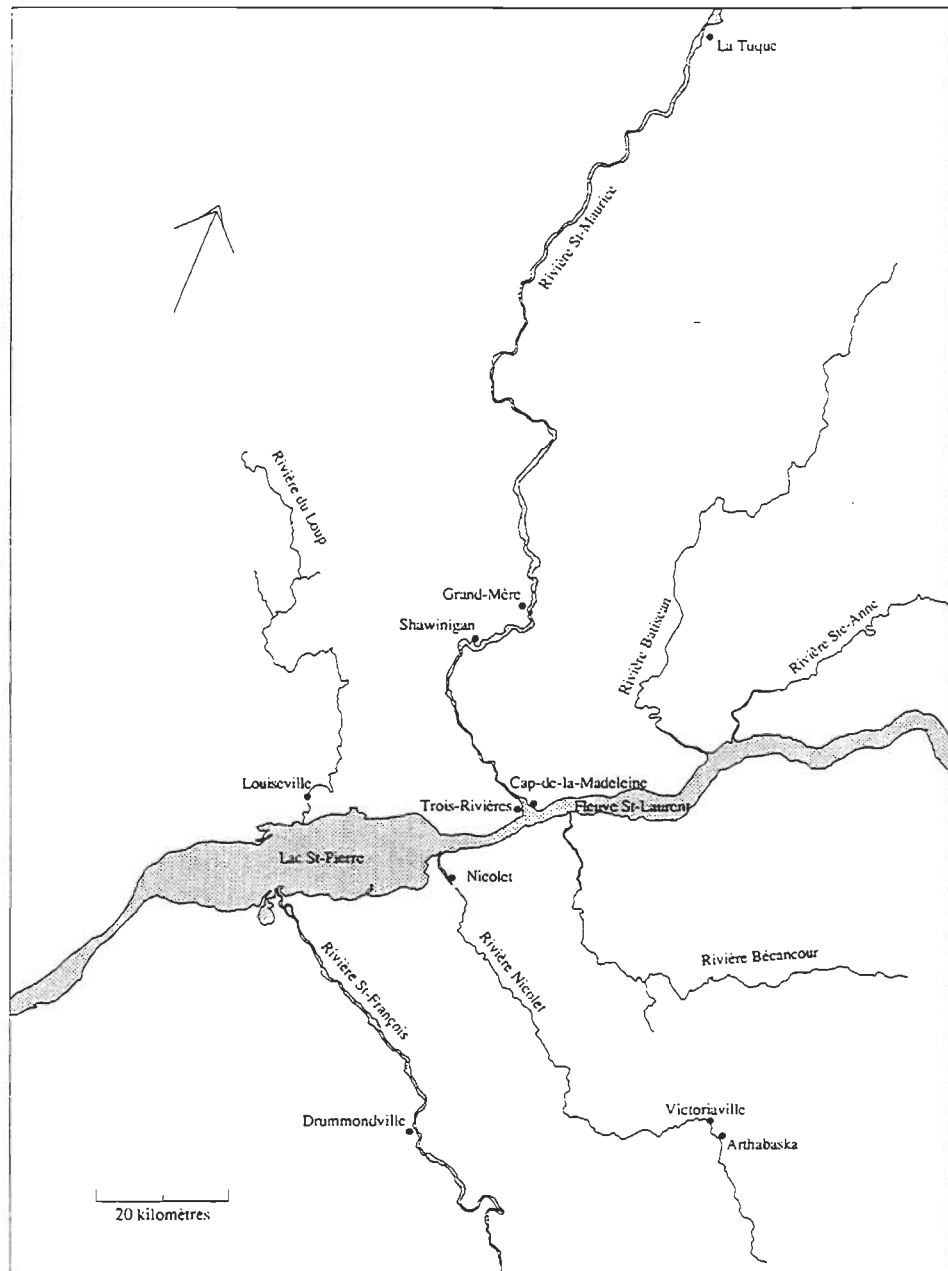 La Tuque
Rivière St-Maurice
Rivière du Loup
Grand-Mère
Shawinigan
Rivière Batiscan
Rivière Ste-Anne
Louiseville
Cap-de-la-Madeleine
Trois-Rivières
Fleuve St-Laurent
Lac St-Pierre
Nicolet
Rivière Nicolet
Rivière Bécancour
Rivière St-François
Drummondville
Victoriaville
Arthabaska
20 kilomètres